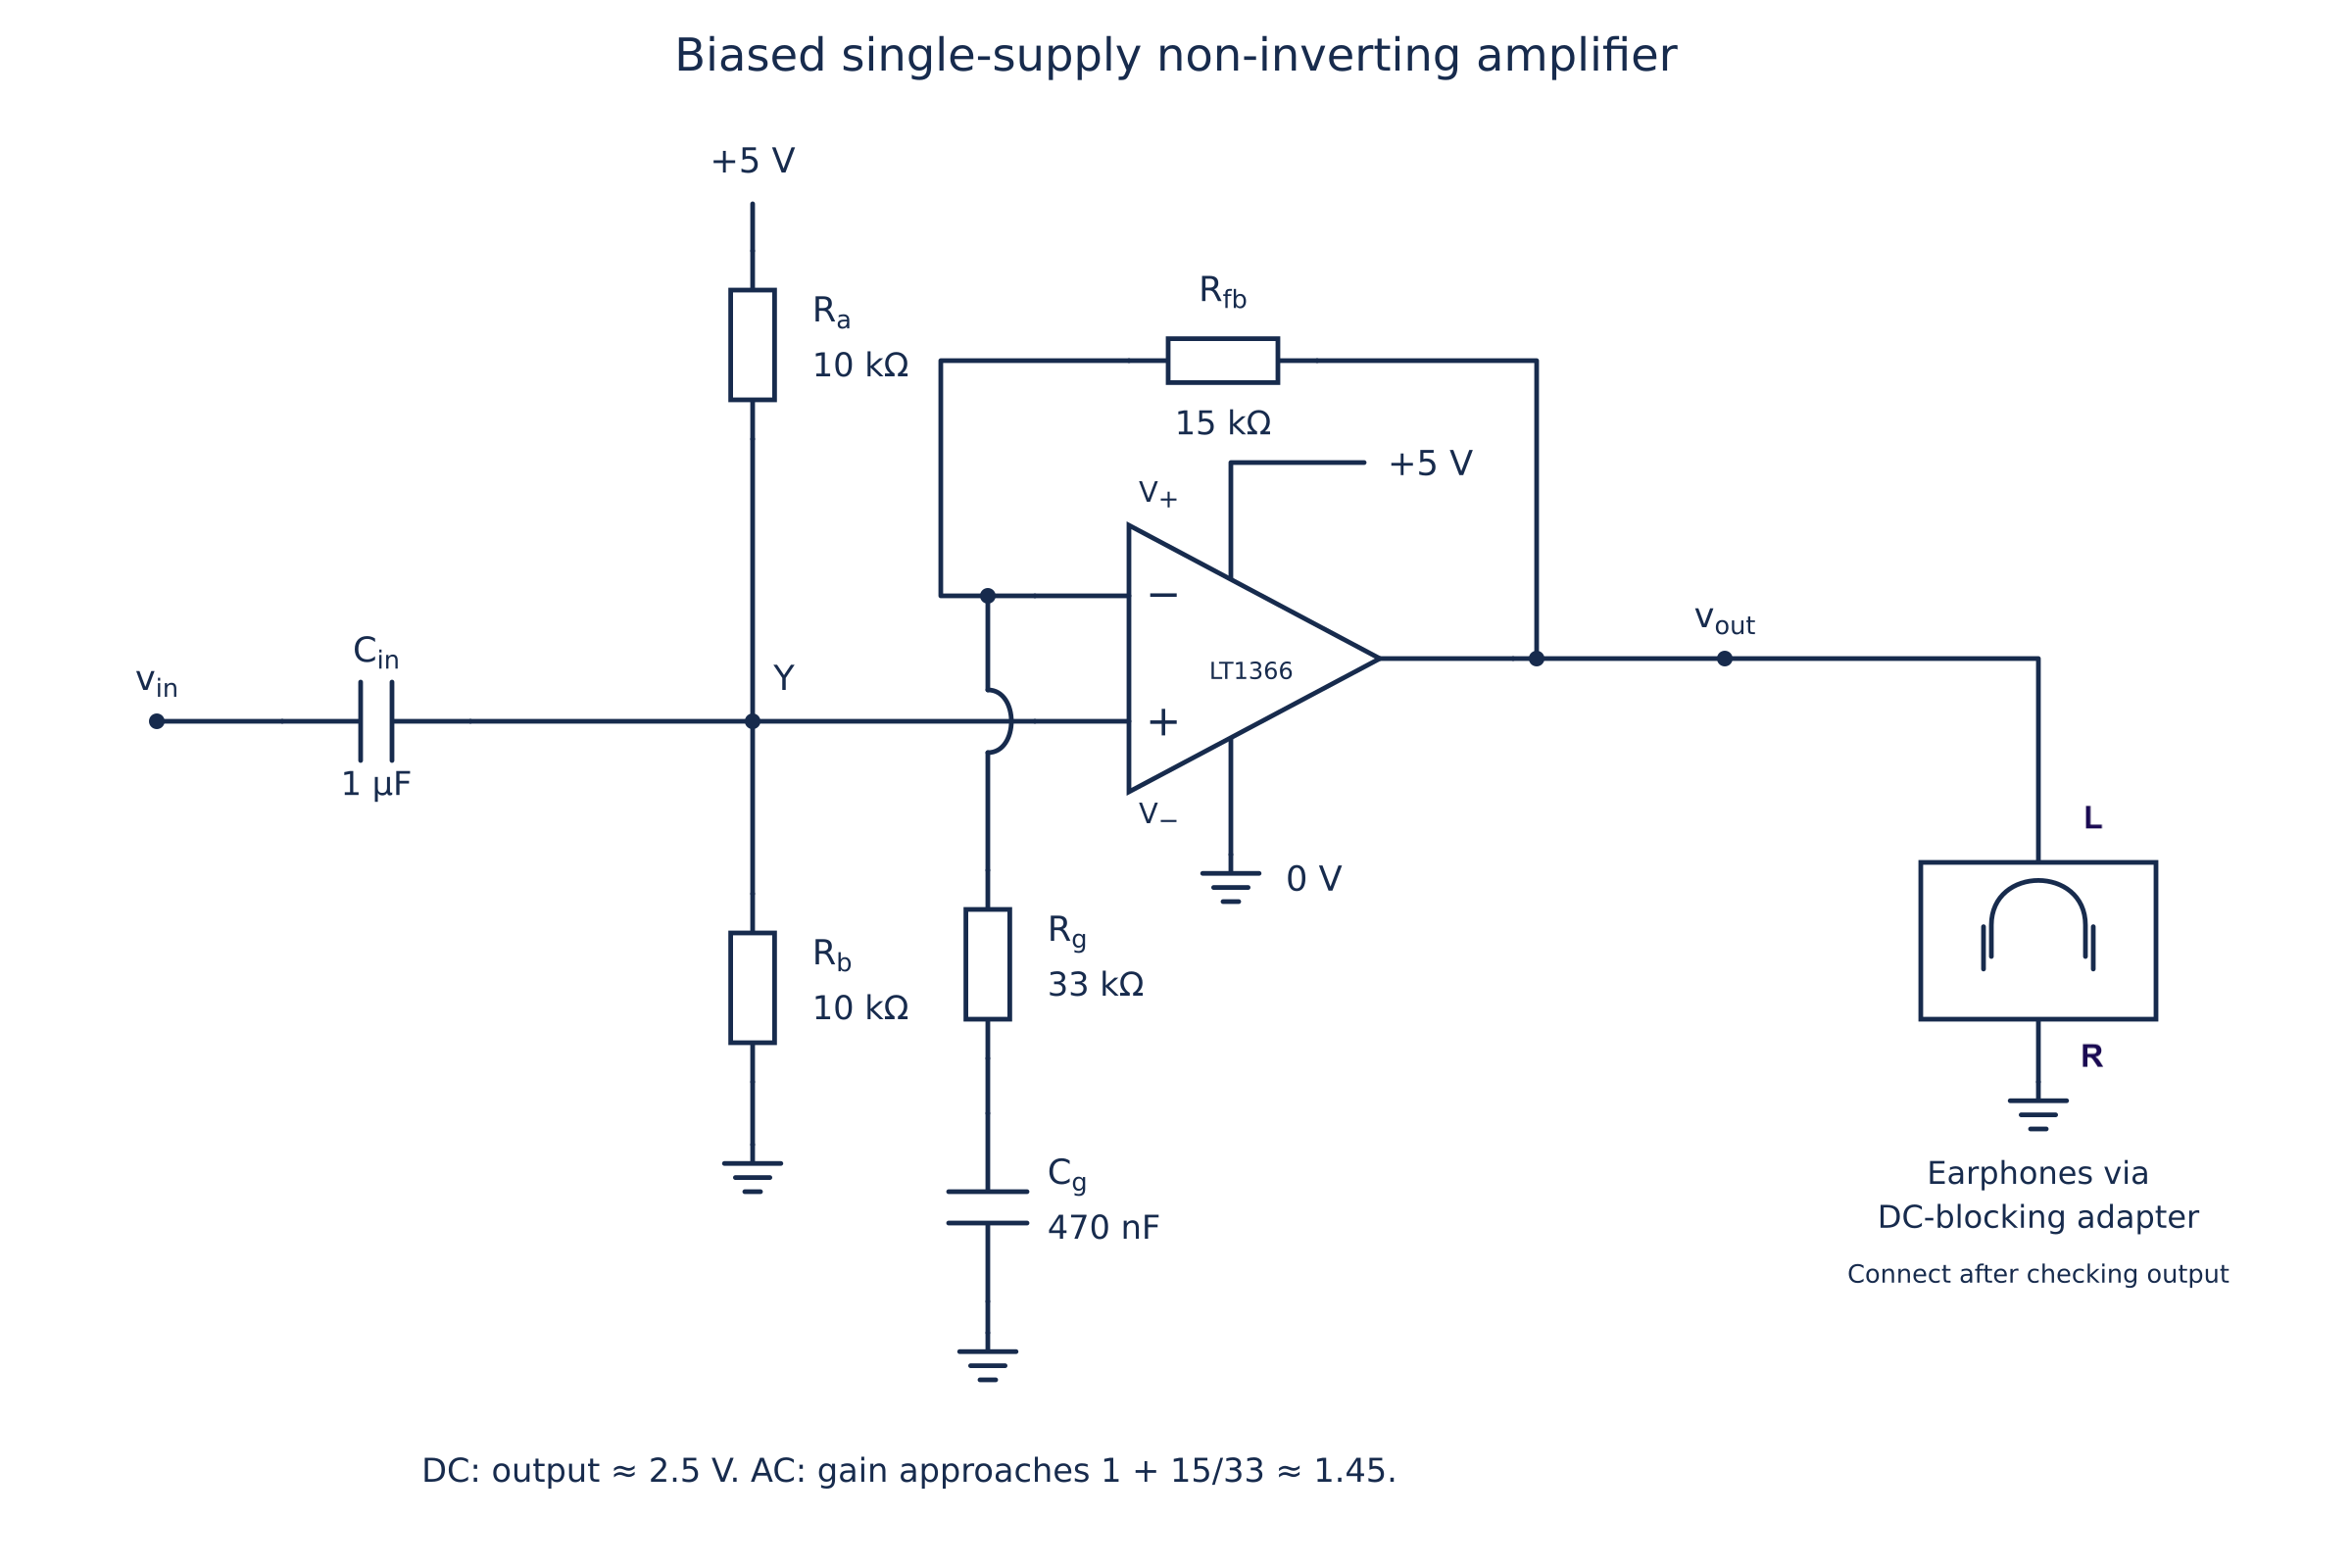 Biased single-supply non-inverting amplifier
+5 V
Ra
10 kΩ
Rfb
15 kΩ
+5 V
V+
−
LT1366
+
V−
0 V
vin
Cin
1 µF
Y
vout
L
R
Rb
10 kΩ
Rg
33 kΩ
Cg
470 nF
Earphones via
DC-blocking adapter
Connect after checking output
DC: output ≈ 2.5 V. AC: gain approaches 1 + 15/33 ≈ 1.45.